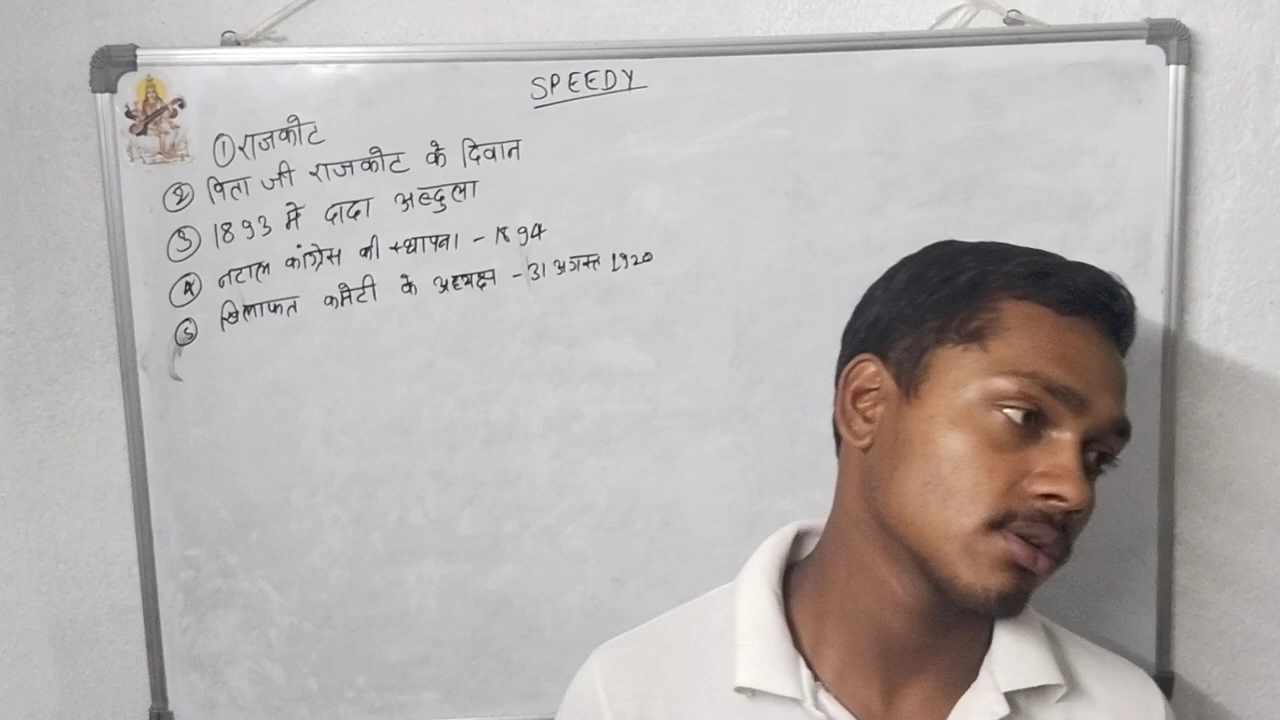 SPEEDY
① राजकोट
② पिता जी राजकोट के दिवान
③ 1893 में दादा अब्दुला
④ नटाल कांग्रेस की स्थापना - 1894
⑤ खिलाफत कमेटी के अध्यक्ष - 31 अगस्त 1920